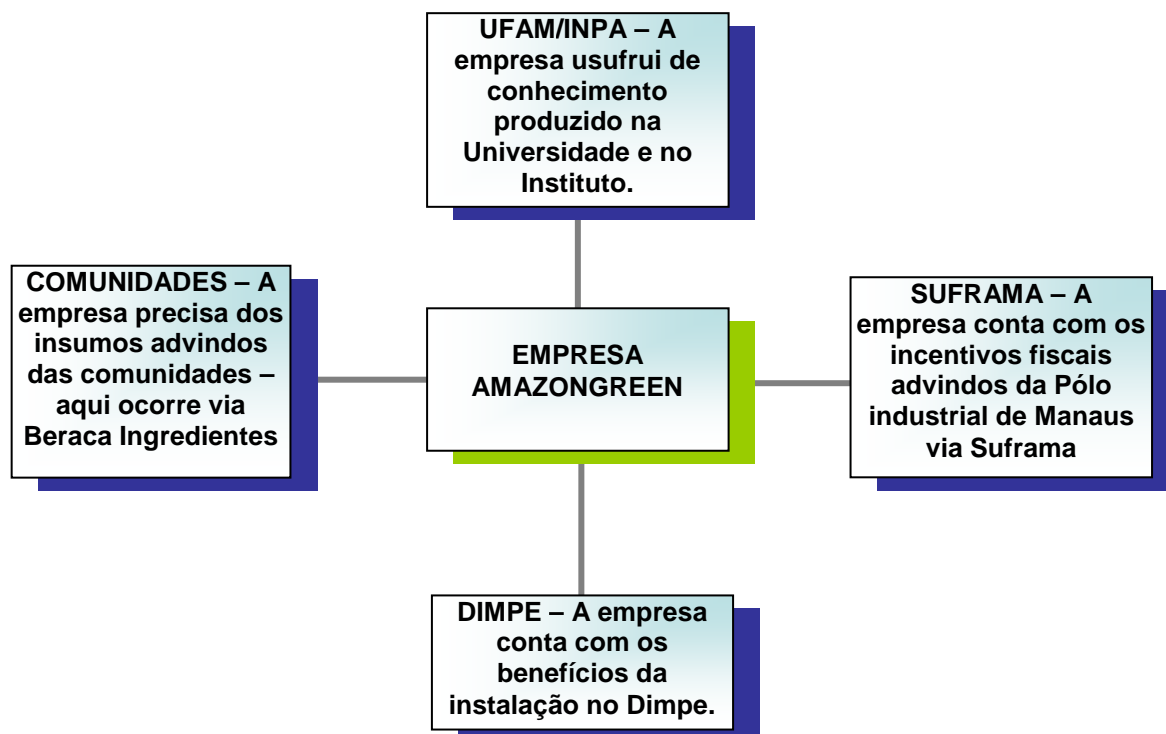 UFAM/INPA – A
empresa usufrui de
conhecimento
produzido na
Universidade e no
Instituto.
COMUNIDADES – A
empresa precisa dos
insumos advindos
das comunidades –
aqui ocorre via
Beraca Ingredientes
EMPRESA
AMAZONGREEN
SUFRAMA – A
empresa conta com os
incentivos fiscais
advindos da Pólo
industrial de Manaus
via Suframa
DIMPE – A empresa
conta com os
benefícios da
instalação no Dimpe.